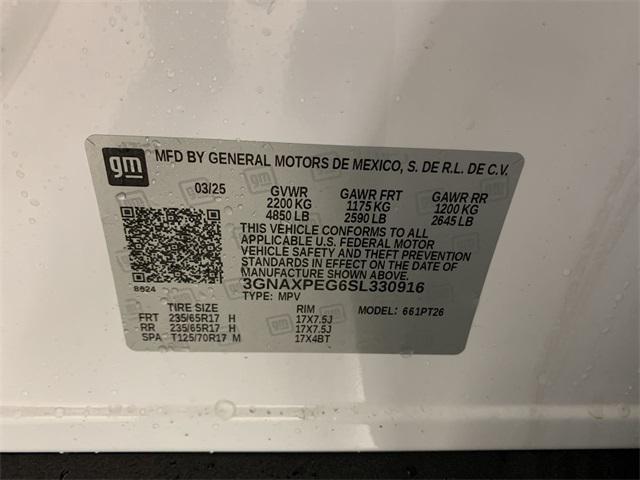 gm MFD BY GENERAL MOTORS DE MEXICO, S. DE R.L. DE C.V.
03/25 GVWR GAWR FRT GAWR RR
2200 KG 1175 KG 1200 KG
4850 LB 2590 LB 2645 LB
THIS VEHICLE CONFORMS TO ALL
APPLICABLE U.S. FEDERAL MOTOR
VEHICLE SAFETY AND THEFT PREVENTION
STANDARDS IN EFFECT ON THE DATE OF
MANUFACTURE SHOWN ABOVE.
8624 3GNAXPEG6SL330916
TYPE: MPV
TIRE SIZE RIM MODEL: 661PT26
FRT 235/65R17 H 17X7.5J
RR 235/65R17 H 17X7.5J
SPA T125/70R17 M 17X4BT